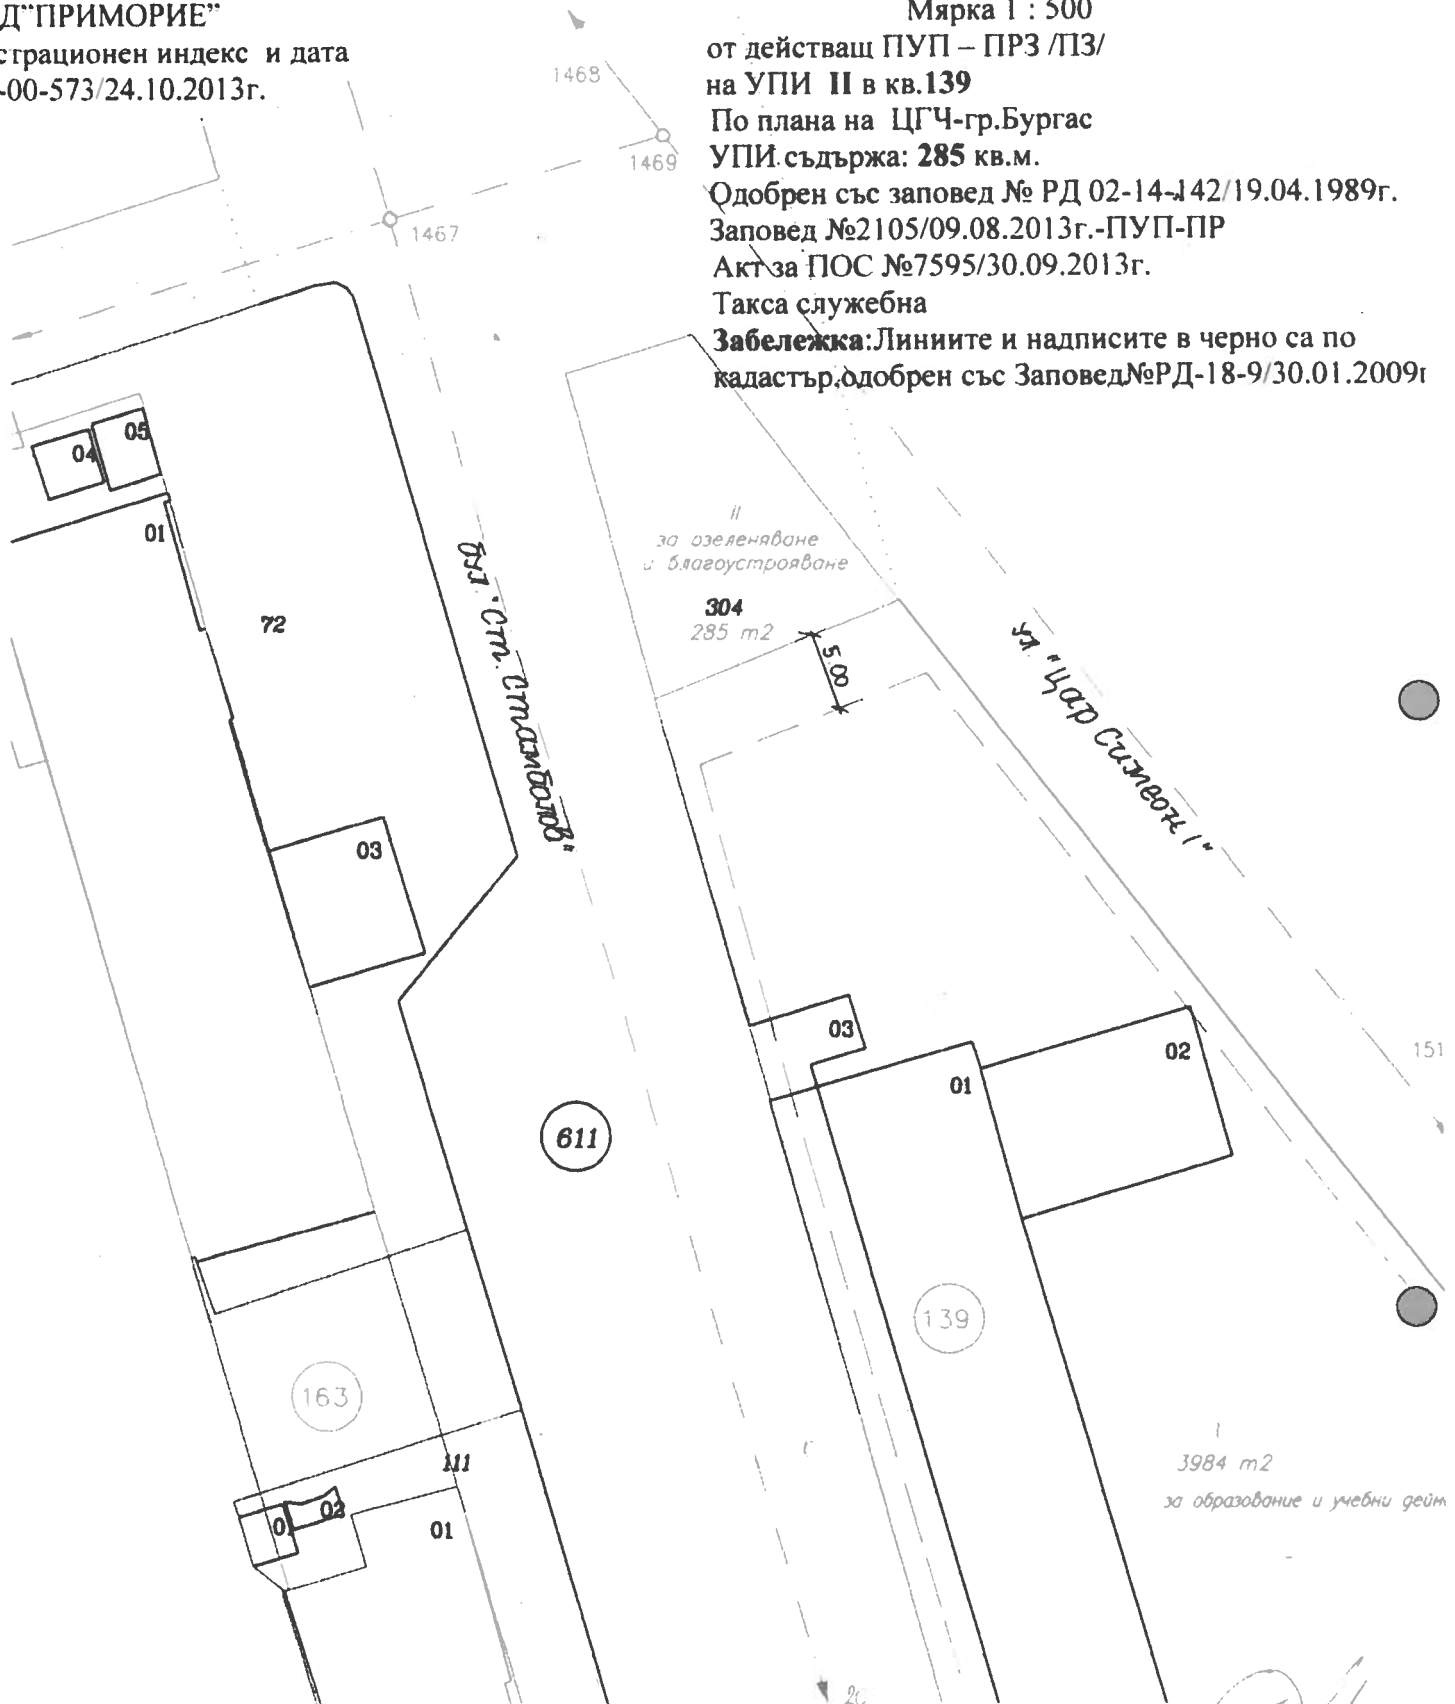 Д"ПРИМОРИЕ"
страционен индекс и дата
-00-573/24.10.2013г.
Мярка 1 : 500
от действащ ПУП – ПРЗ /ПЗ/
на УПИ II в кв.139
По плана на ЦГЧ-гр.Бургас
УПИ съдържа: 285 кв.м.
Одобрен със заповед № РД 02-14-142/19.04.1989г.
Заповед №2105/09.08.2013г.-ПУП-ПР
Акт за ПОС №7595/30.09.2013г.
Такса служебна
Забележка:Линиите и надписите в черно са по
кадастър,одобрен със Заповед№РД-18-9/30.01.2009г
1468
1469
1467
05
04
01
72
II
за озеленяване
и благоустрояване
304
285 m2
5.00
бул. "Ст. Стамболов"
ул "Цар Симеон I"
03
03
02
01
151
611
139
163
I
3984 m2
за образование и учебни дейн
111
02
01
20